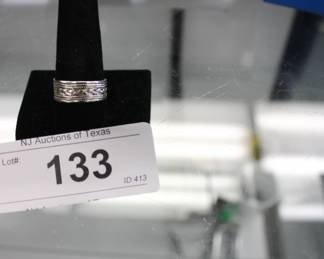 NJ Auctions of Texas
Lot#:
133
ID 413